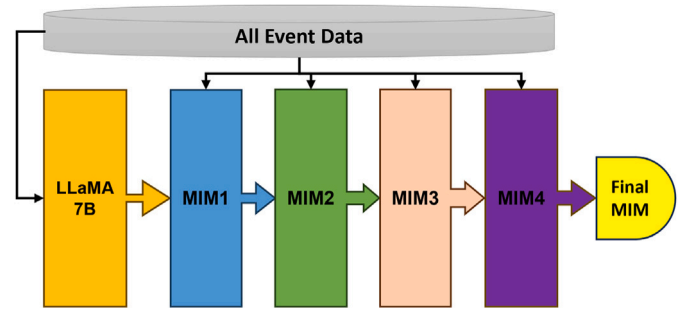 All Event Data
LLaMA
7B
MIM1
MIM2
MIM3
MIM4
Final
MIM